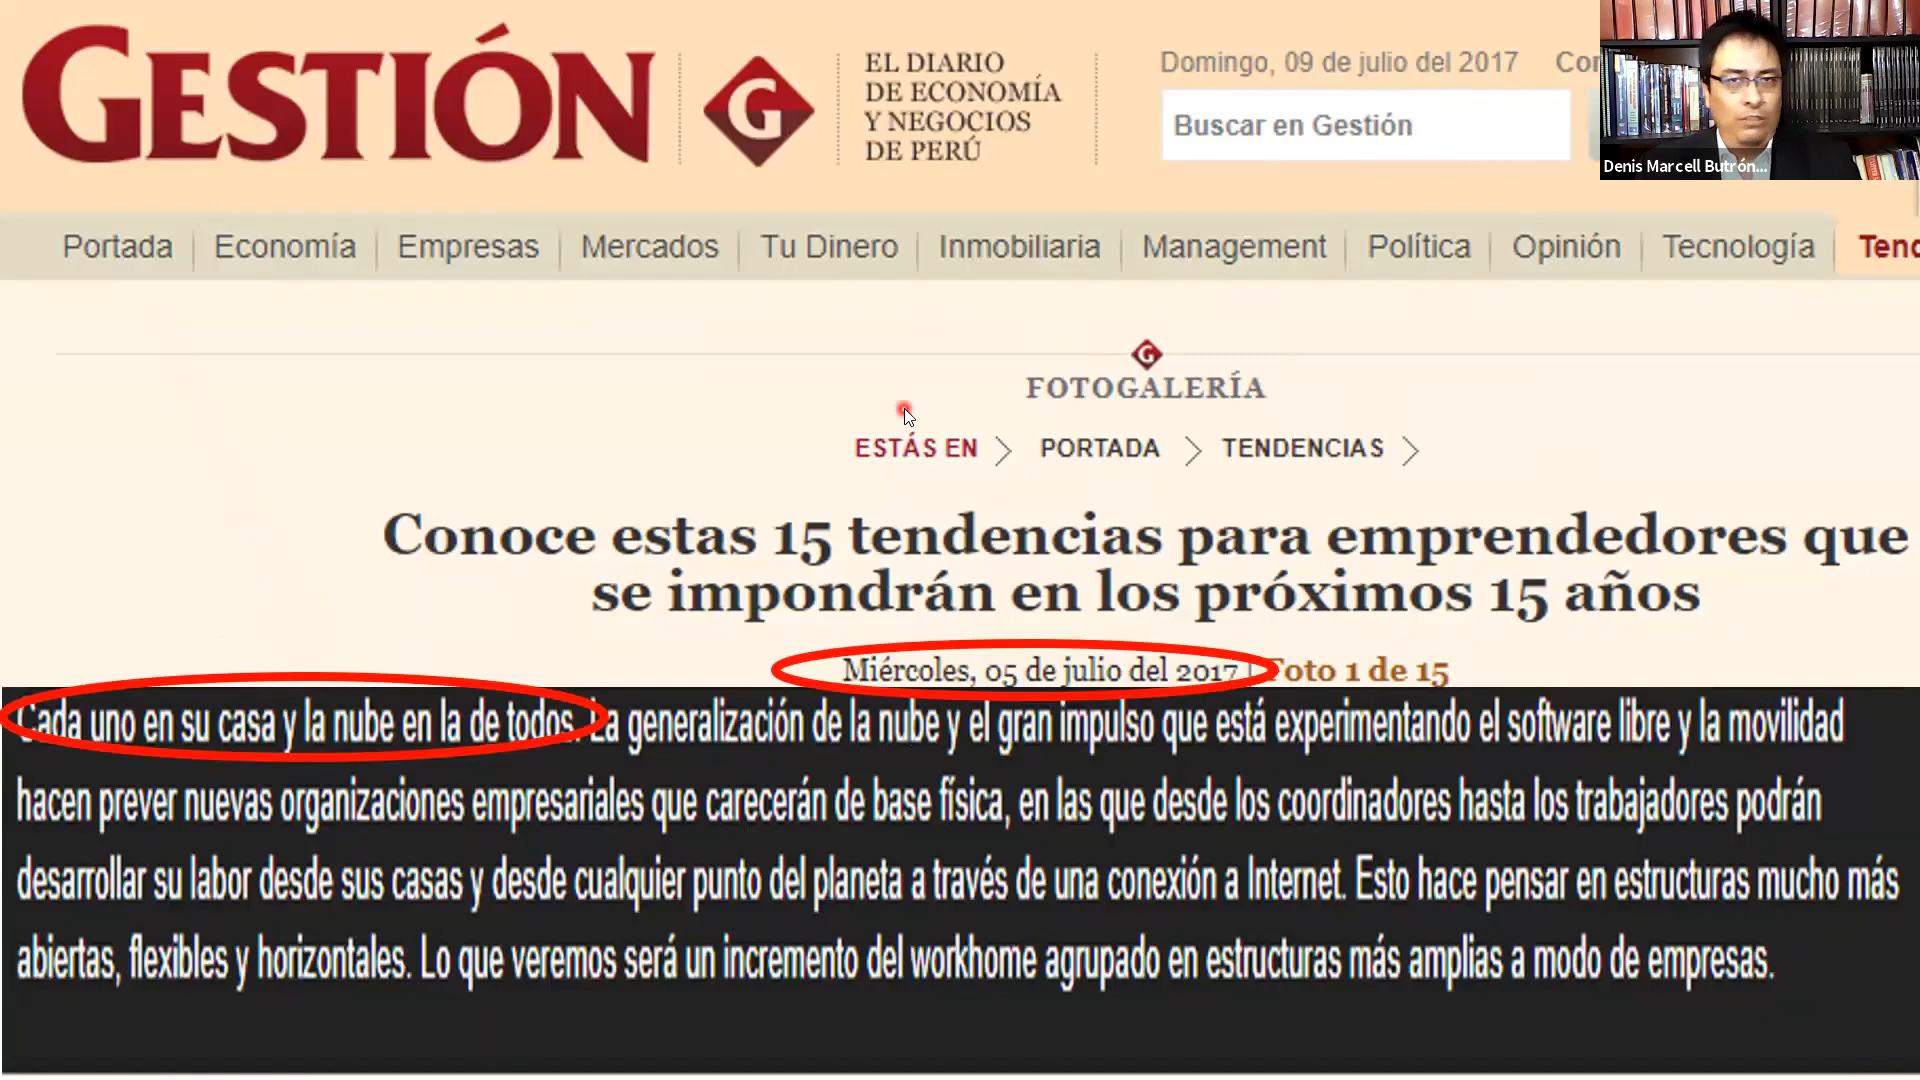 GESTIÓN
G
EL DIARIO
DE ECONOMÍA
Y NEGOCIOS
DE PERÚ
Domingo, 09 de julio del 2017
Buscar en Gestión
Denis Marcell Butrón...
Portada Economía Empresas Mercados Tu Dinero Inmobiliaria Management Política Opinión Tecnología
G
FOTOGALERÍA
ESTÁS EN PORTADA TENDENCIAS
Conoce estas 15 tendencias para emprendedores que
se impondrán en los próximos 15 años
Miércoles, 05 de julio del 2017 | Foto 1 de 15
Cada uno en su casa y la nube en la de todos. La generalización de la nube y el gran impulso que está experimentando el software libre y la movilidad
hacen prever nuevas organizaciones empresariales que carecerán de base física, en las que desde los coordinadores hasta los trabajadores podrán
desarrollar su labor desde sus casas y desde cualquier punto del planeta a través de una conexión a Internet. Esto hace pensar en estructuras mucho más
abiertas, flexibles y horizontales. Lo que veremos será un incremento del workhome agrupado en estructuras más amplias a modo de empresas.